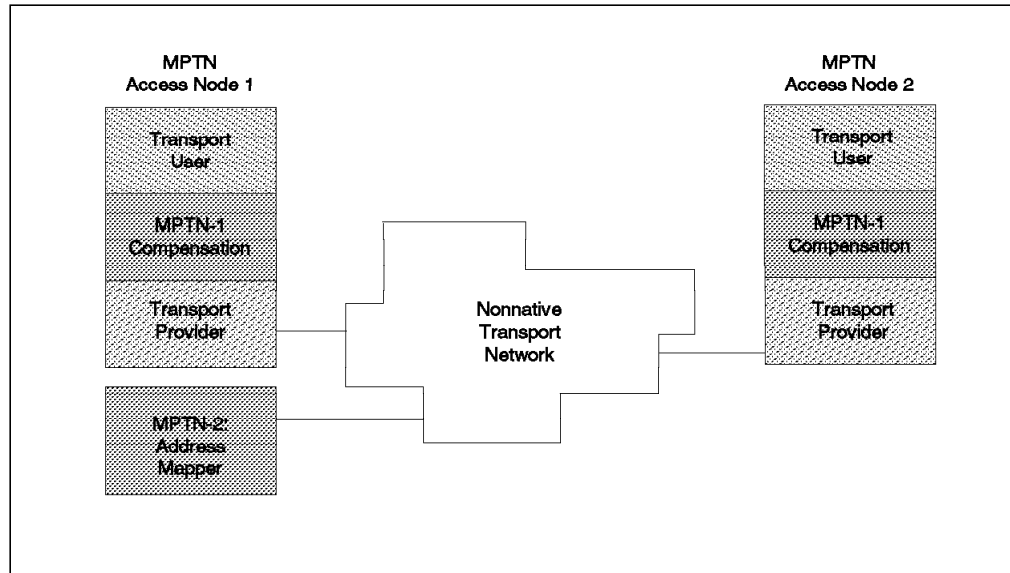 MPTN
Access Node 1
Transport
User
MPTN-1
Compensation
Transport
Provider
MPTN-2:
Address
Mapper
Nonnative
Transport
Network
MPTN
Access Node 2
Transport
User
MPTN-1
Compensation
Transport
Provider